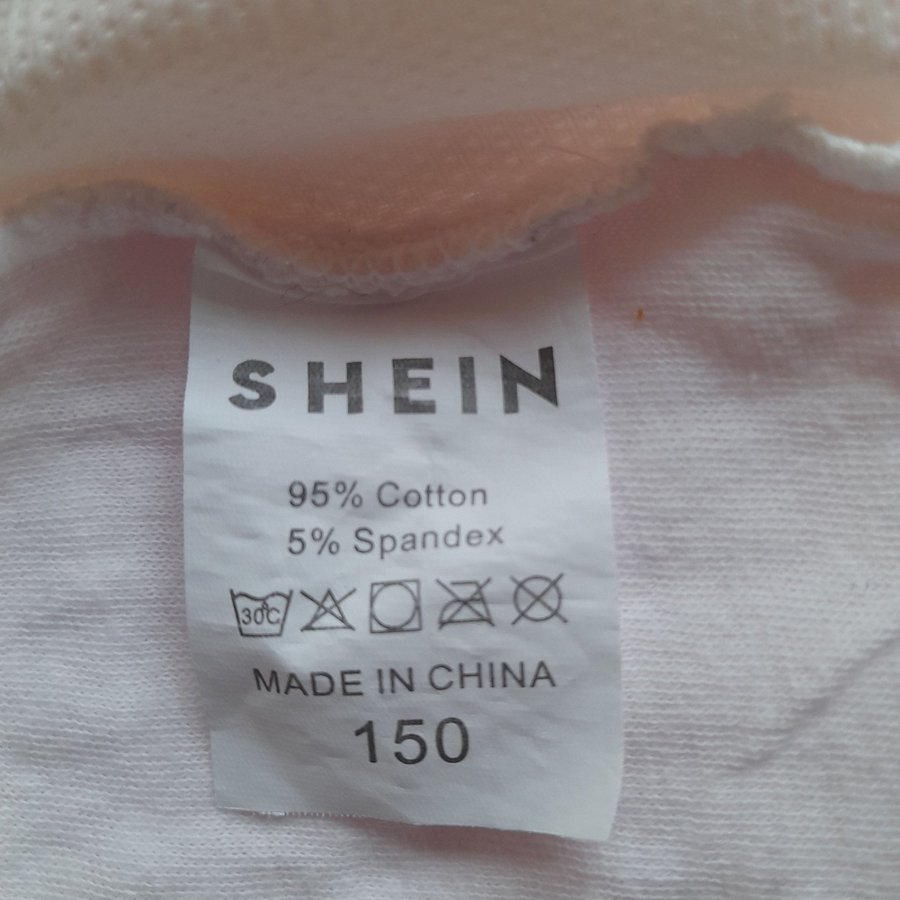 SHEIN
95% Cotton
5% Spandex
30°C
MADE IN CHINA
150